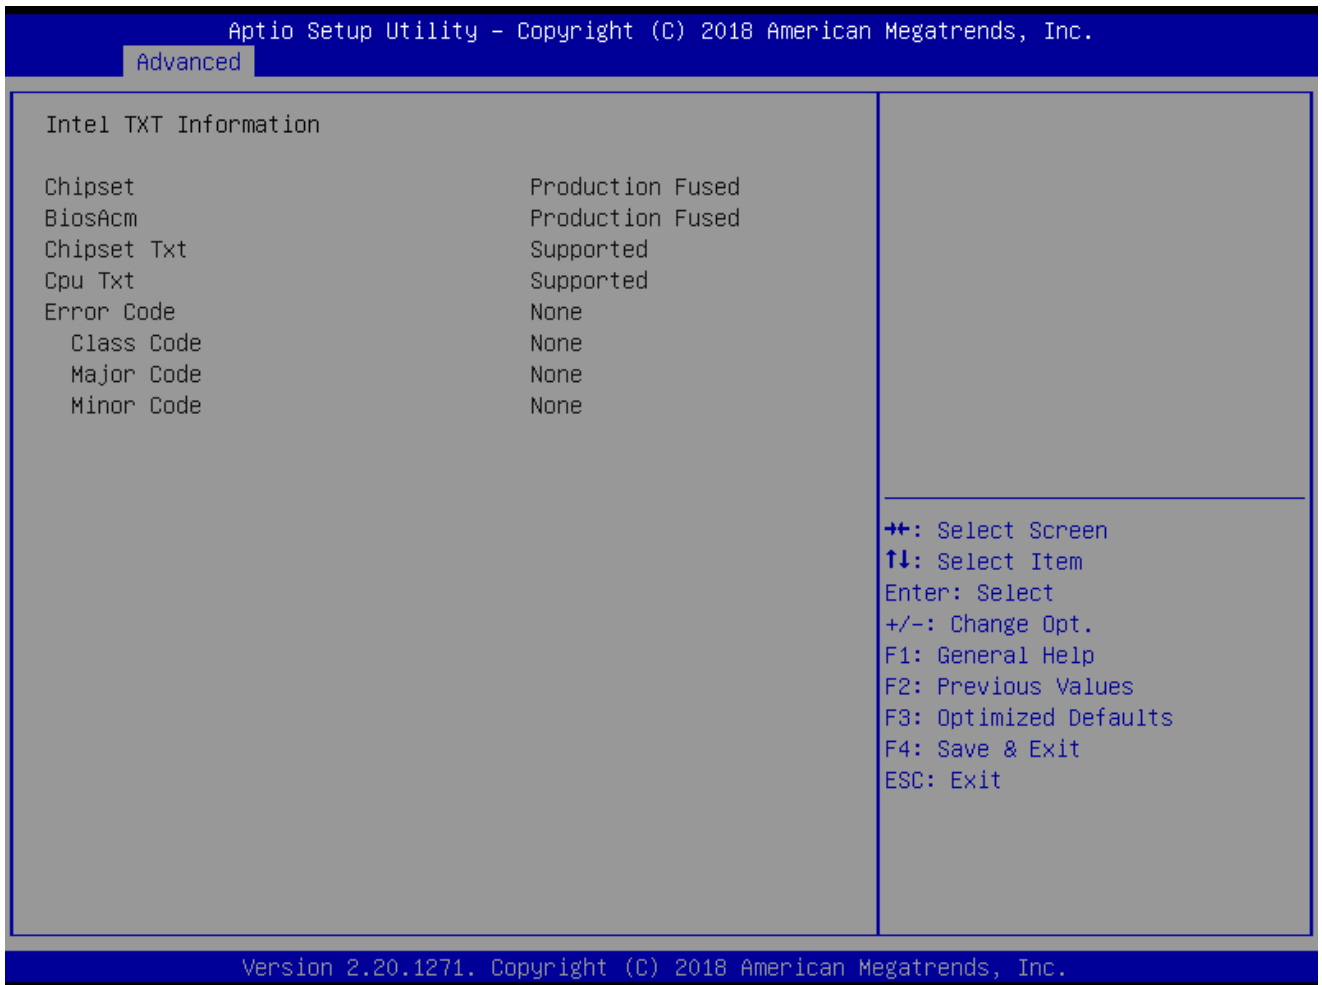 Aptio Setup Utility – Copyright (C) 2018 American Megatrends, Inc.
Advanced
Intel TXT Information
Chipset Production Fused
BiosAcm Production Fused
Chipset Txt Supported
Cpu Txt Supported
Error Code None
Class Code None
Major Code None
Minor Code None
→←: Select Screen
↑↓: Select Item
Enter: Select
+/-: Change Opt.
F1: General Help
F2: Previous Values
F3: Optimized Defaults
F4: Save & Exit
ESC: Exit
Version 2.20.1271. Copyright (C) 2018 American Megatrends, Inc.